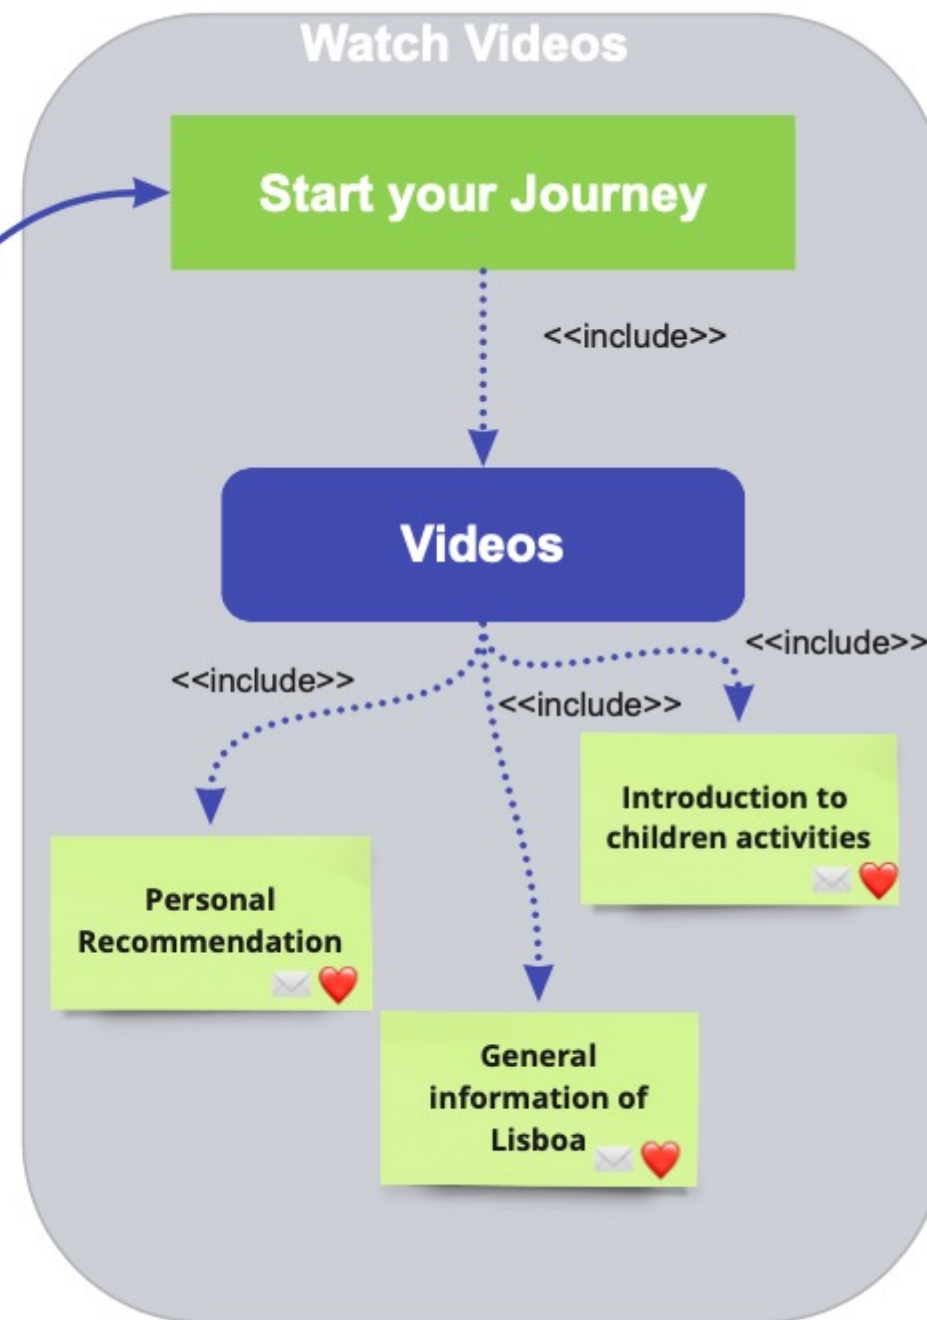 Watch Videos
Start your Journey
<<include>>
Videos
<<include>>
<<include>>
<<include>>
Introduction to
children activities
Personal
Recommendation
General
information of
Lisboa